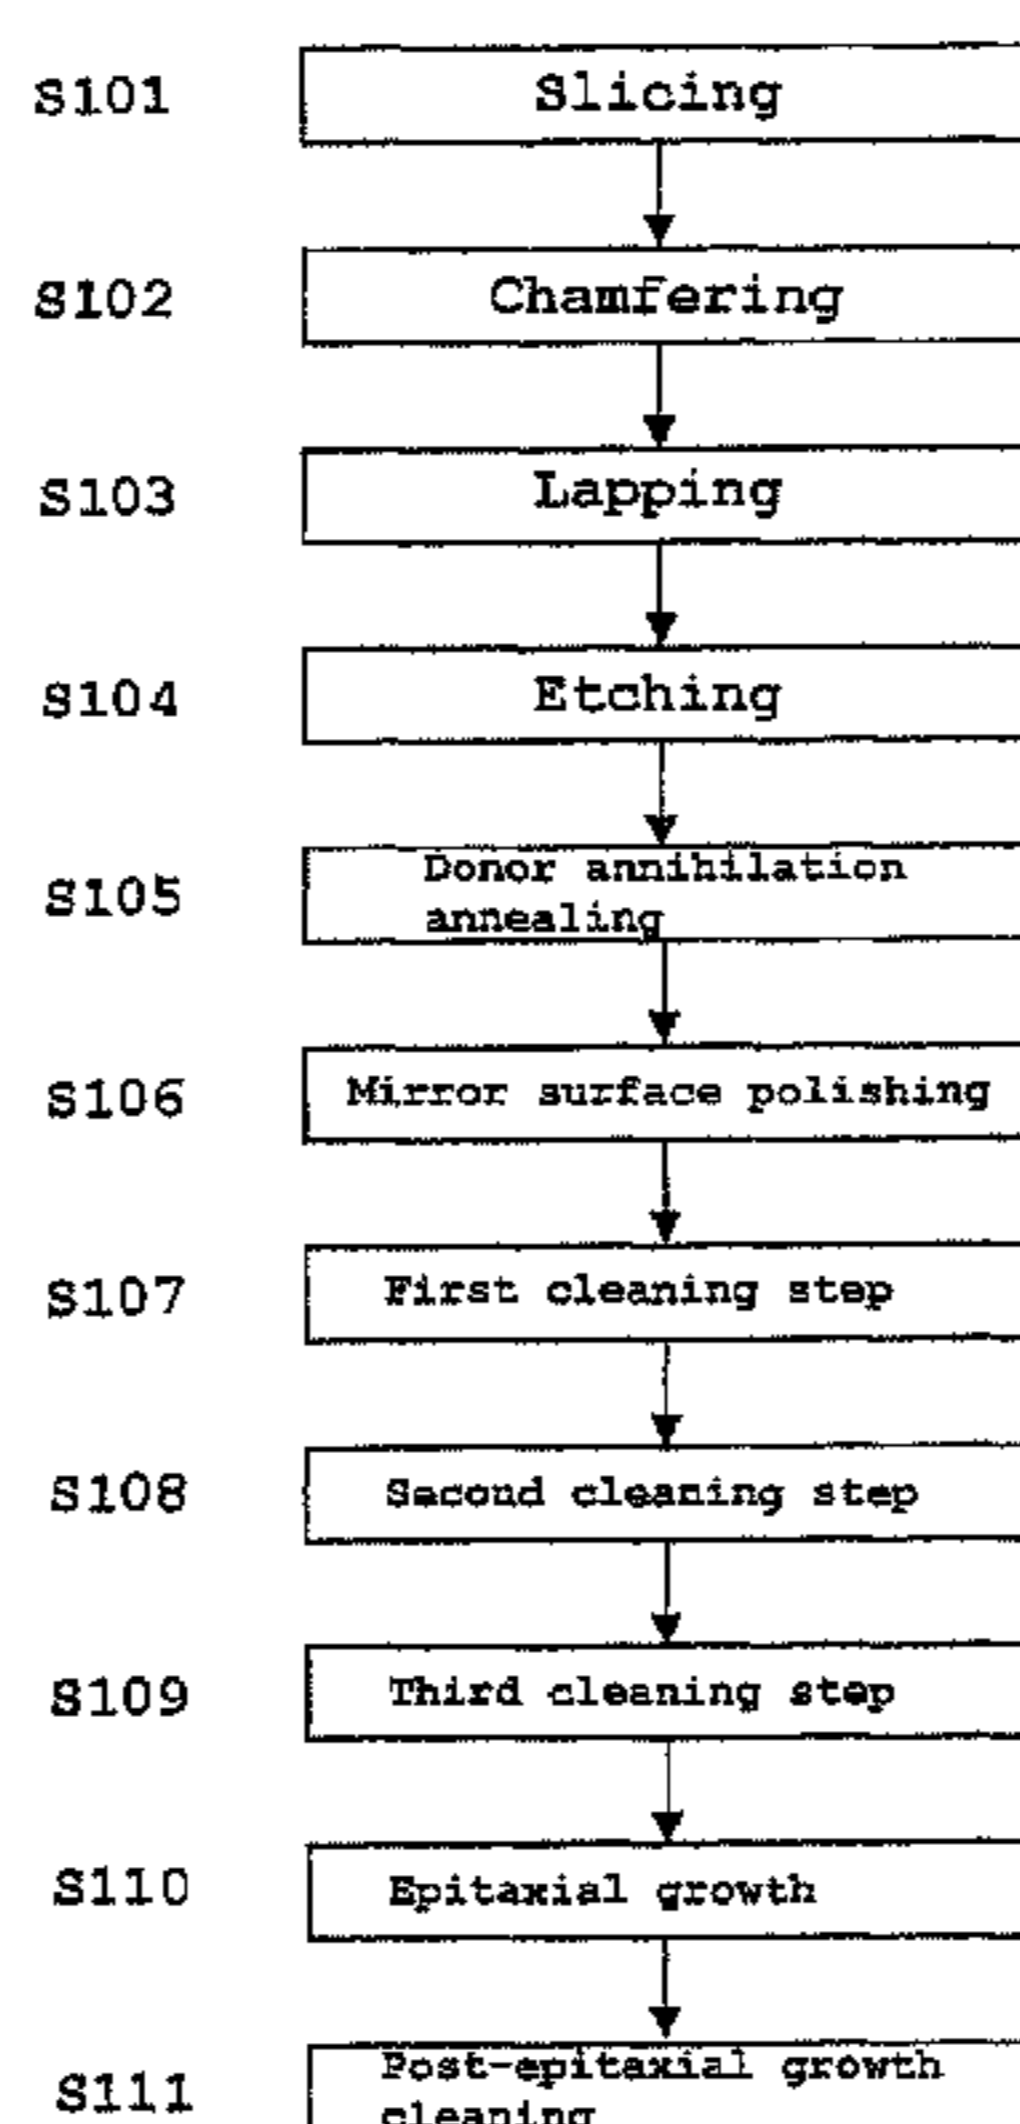 S101 Slicing
S102 Chamfering
S103 Lapping
S104 Etching
S105 Donor annihilation
annealing
S106 Mirror surface polishing
S107 First cleaning step
S108 Second cleaning step
S109 Third cleaning step
S110 Epitaxial growth
S111 Post-epitaxial growth
cleaning